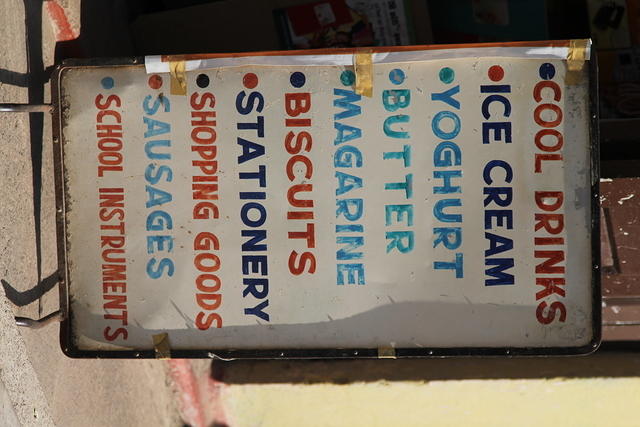 COOL DRINKS
ICE CREAM
YOGHURT
BUTTER
MAGARINE
BISCUITS
STATIONERY
SHOPPING GOODS
SAUSAGES
SCHOOL INSTRUMENTS